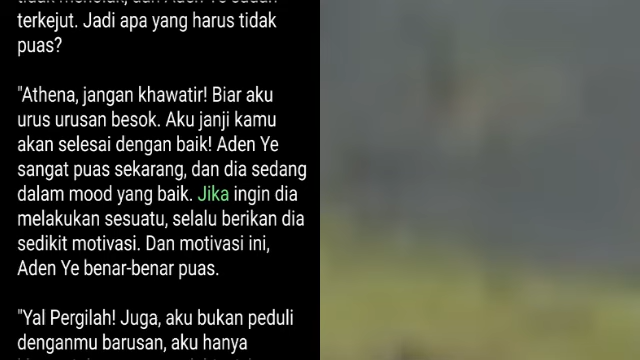 terkejut. Jadi apa yang harus tidak
puas?
"Athena, jangan khawatir! Biar aku
urus urusan besok. Aku janji kamu
akan selesai dengan baik! Aden Ye
sangat puas sekarang, dan dia sedang
dalam mood yang baik. Jika ingin dia
melakukan sesuatu, selalu berikan dia
sedikit motivasi. Dan motivasi ini,
Aden Ye benar-benar puas.
"Yal Pergilah! Juga, aku bukan peduli
denganmu barusan, aku hanya